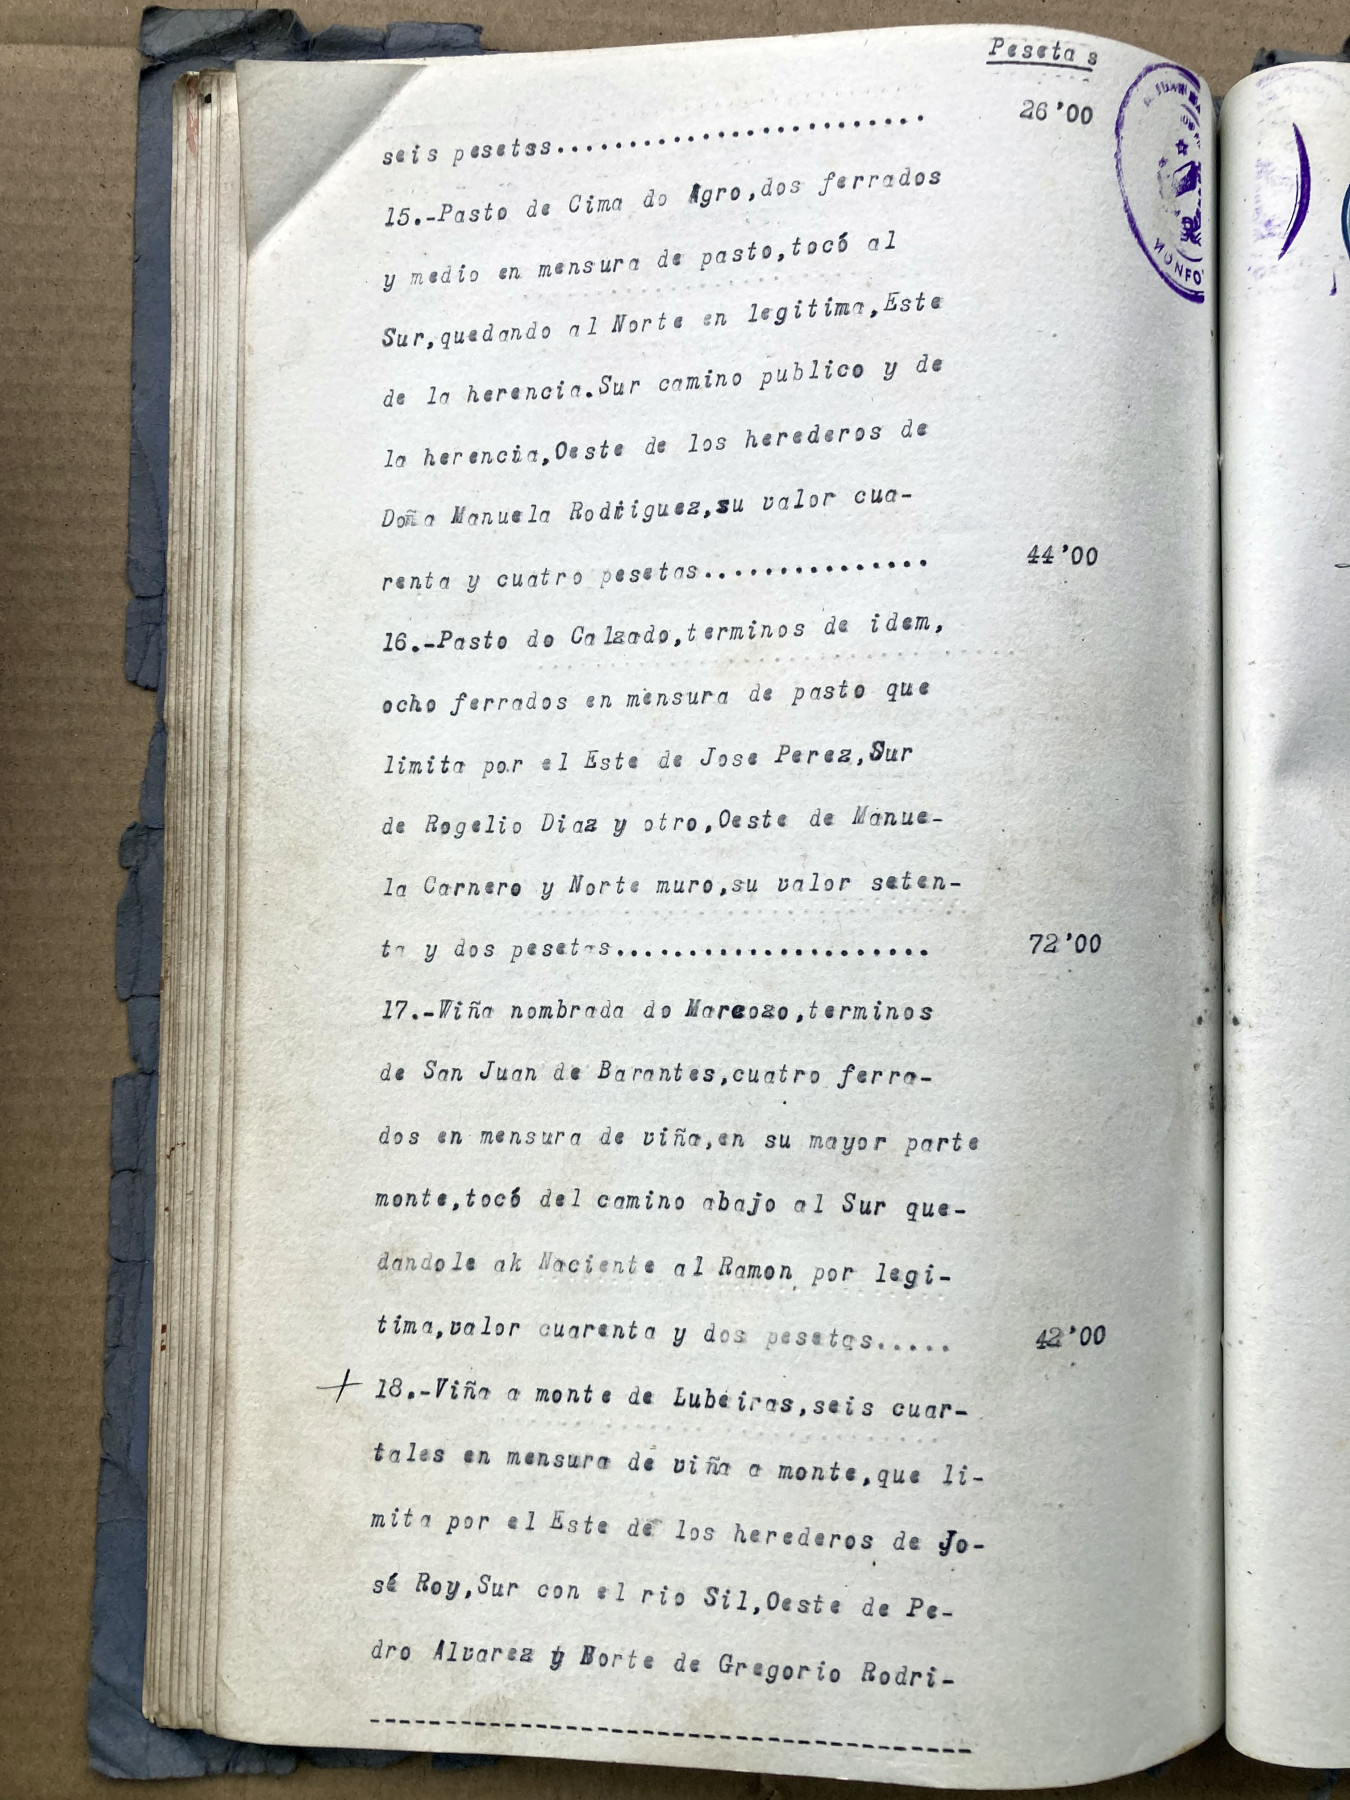 Pesetas
seis pesetas............................ 26'00
15.-Pasto de Cima do Agro,dos ferrados
y medio en mensura de pasto,tocó al
Sur,quedando al Norte en legitima,Este
de la herencia.Sur camino publico y de
la herencia,Oeste de los herederos de
Doña Manuela Rodriguez,su valor cua-
renta y cuatro pesetas............... 44'00
16.-Pasto do Calzado,terminos de idem,
ocho ferrados en mensura de pasto que
limita por el Este de Jose Perez,Sur
de Rogelio Diaz y otro,Oeste de Manue-
la Carnero y Norte muro,su valor seten-
ta y dos pesetas...................... 72'00
17.-Wiña nombrada do Marcozo,terminos
de San Juan de Barantes,cuatro ferra-
dos en mensura de viña,en su mayor parte
monte,tocó del camino abajo al Sur que-
dandole ak Naciente al Ramon por legi-
tima,valor cuarenta y dos pesetas..... 42'00
+ 18.-Viña a monte de Lubeiras,seis cuar-
tales en mensura de viña a monte,que li-
mita por el Este de los herederos de Jo-
sé Roy,Sur con el rio Sil,Oeste de Pe-
dro Alvarez y Norte de Gregorio Rodri-
---------------------------------------
MONFO